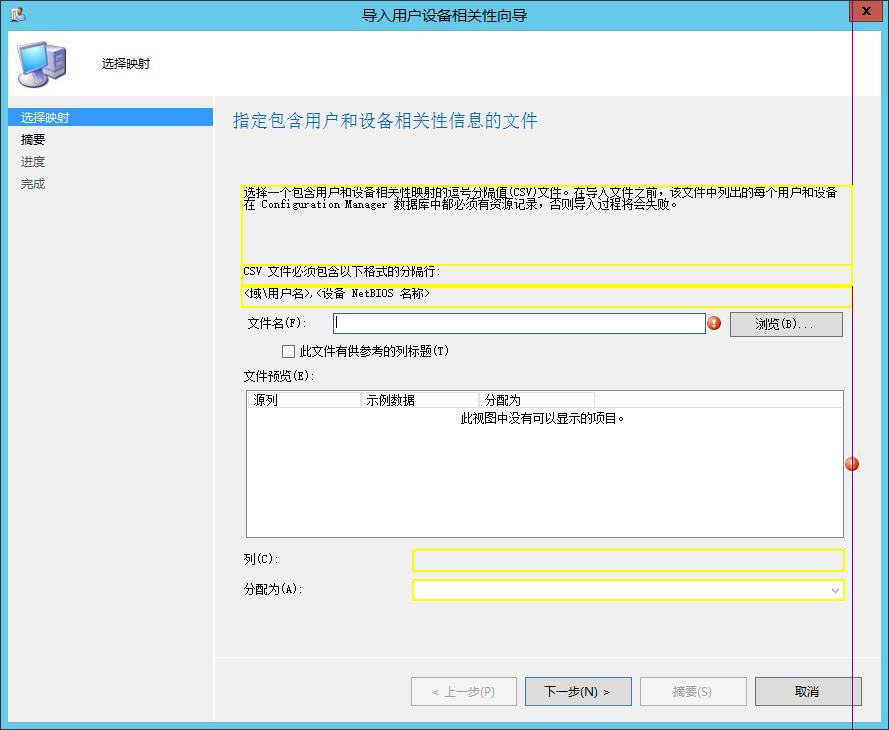 导入用户设备相关性向导
x
选择映射
选择映射
摘要
进度
完成
指定包含用户和设备相关性信息的文件
选择一个包含用户和设备相关性映射的逗号分隔值(CSV)文件。在导入文件之前，该文件中列出的每个用户和设备
在 Configuration Manager 数据库中都必须有资源记录，否则导入过程将会失败。
CSV 文件必须包含以下格式的分隔行:
<域\用户名>,<设备 NetBIOS 名称>
文件名(F):
浏览(B)...
此文件有供参考的列标题(T)
文件预览(E):
源列 示例数据 分配为
此视图中没有可以显示的项目。
列(C):
分配为(A):
< 上一步(P) 下一步(N) > 摘要(S) 取消